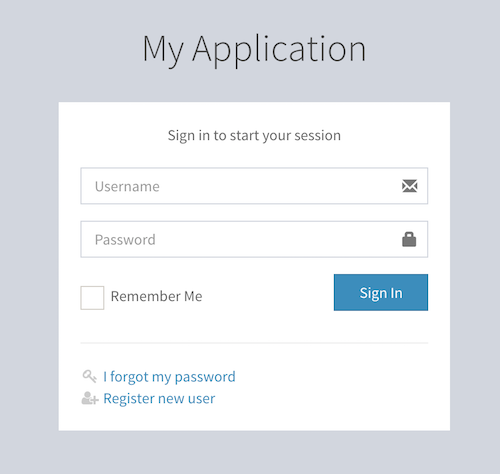 My Application
Sign in to start your session
Username
Password
Remember Me
Sign In
I forgot my password
Register new user